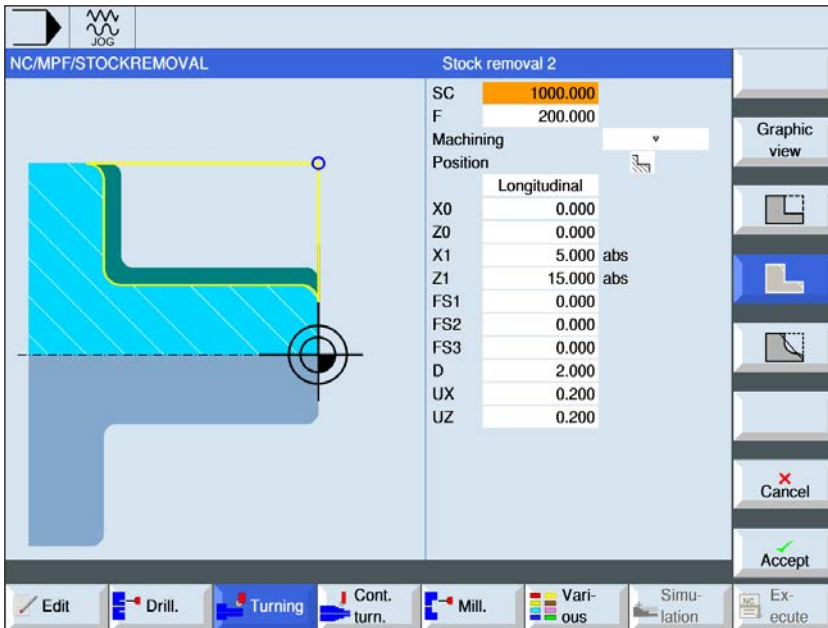 JOG
NC/MPF/STOCKREMOVAL
Stock removal 2
SC 1000.000
F 200.000
Machining ▿
Position
Longitudinal
X0 0.000
Z0 0.000
X1 5.000 abs
Z1 15.000 abs
FS1 0.000
FS2 0.000
FS3 0.000
D 2.000
UX 0.200
UZ 0.200
Graphic
view
Cancel
Accept
Edit
Drill.
Turning
Cont.
turn.
Mill.
Vari-
ous
Simu-
lation
NC
Ex-
ecute